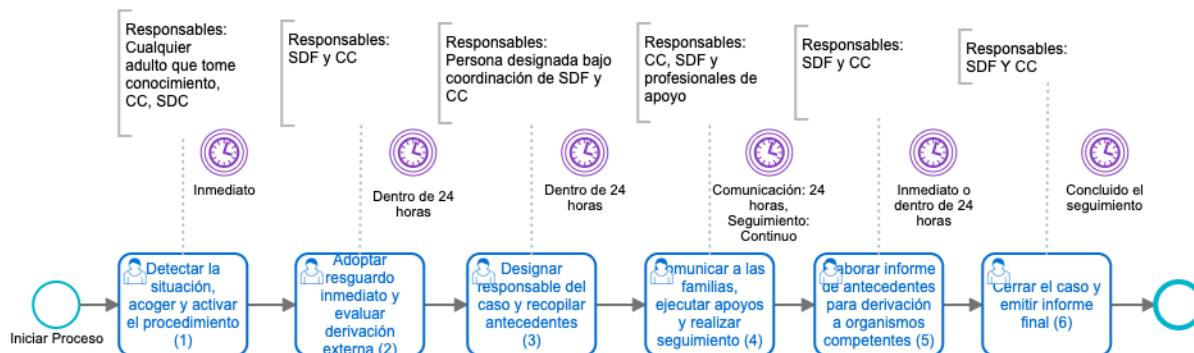 Responsables:
Cualquier
adulto que tome
conocimiento,
CC, SDC
Responsables:
SDF y CC
Responsables:
Persona designada bajo
coordinación de SDF y
CC
Responsables:
CC, SDF y
profesionales de
apoyo
Responsables:
SDF y CC
Responsables:
SDF Y CC
Inmediato
Dentro de 24
horas
Dentro de 24
horas
Comunicación: 24
horas,
Seguimiento:
Continuo
Inmediato o
dentro de 24 horas
Concluido el
seguimiento
Iniciar Proceso
Detectar la
situación,
acoger y activar
el procedimiento
(1)
Adoptar
resguardo
inmediato y
evaluar
derivación
externa (2)
Designar
responsable del
caso y recopilar
antecedentes
(3)
Comunicar a las
familias,
ejecutar apoyos
y realizar
seguimiento (4)
Elaborar informe
de antecedentes
para derivación
a organismos
competentes (5)
Cerrar el caso y
emitir informe
final (6)